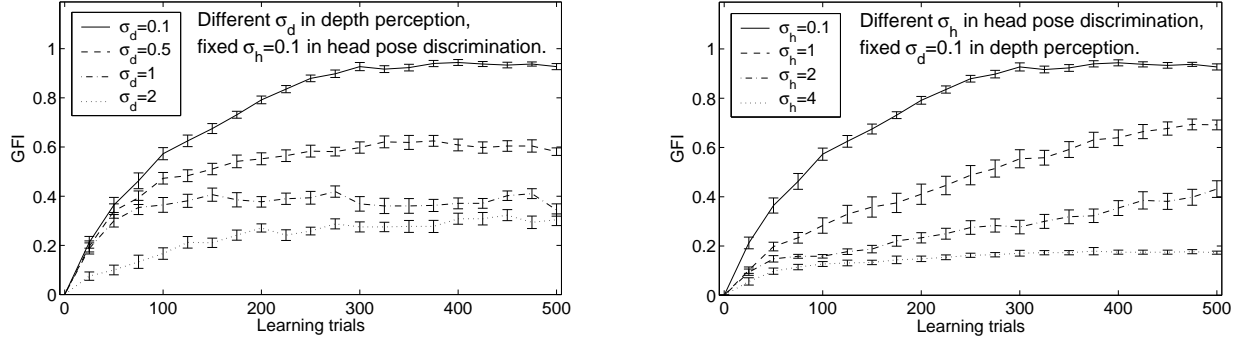 σd=0.1
σd=0.5
σd=1
σd=2
Different σd in depth perception,
fixed σh=0.1 in head pose discrimination.
1
0.8
0.6
0.4
0.2
0
GFI
0 100 200 300 400 500
Learning trials
σh=0.1
σh=1
σh=2
σh=4
Different σh in head pose discrimination,
fixed σd=0.1 in depth perception.
1
0.8
0.6
0.4
0.2
0
GFI
0 100 200 300 400 500
Learning trials